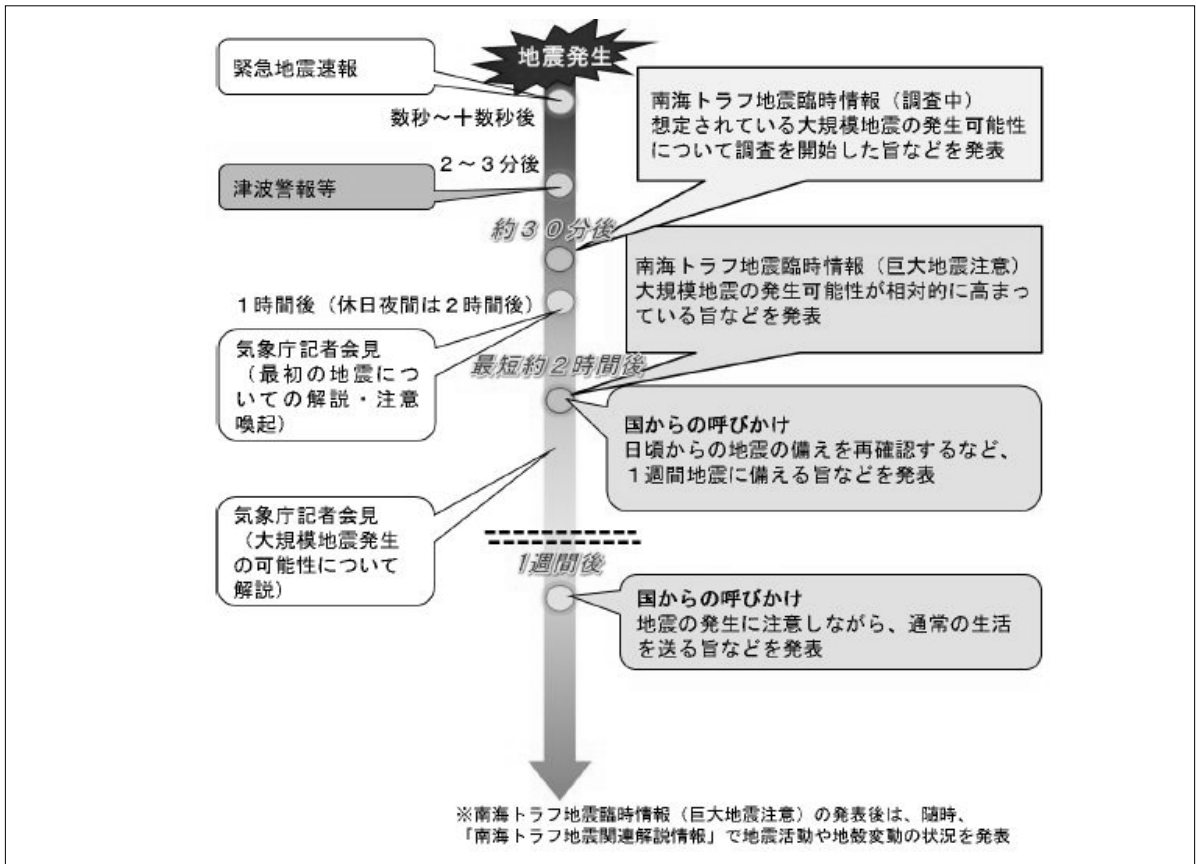 地震発生
緊急地震速報
数秒～十数秒後
南海トラフ地震臨時情報（調査中）
想定されている大規模地震の発生可能性
について調査を開始した旨などを発表
２～３分後
津波警報等
約３０分後
南海トラフ地震臨時情報（巨大地震注意）
大規模地震の発生可能性が相対的に高まっ
ている旨などを発表
１時間後（休日夜間は２時間後）
気象庁記者会見
（最初の地震につ
いての解説・注意
喚起）
最短約２時間後
国からの呼びかけ
日頃からの地震の備えを再確認するなど、
１週間地震に備える旨などを発表
気象庁記者会見
（大規模地震発生
の可能性について
解説）
1週間後
国からの呼びかけ
地震の発生に注意しながら、通常の生活
を送る旨などを発表
※南海トラフ地震臨時情報（巨大地震注意）の発表後は、随時、
「南海トラフ地震関連解説情報」で地震活動や地殻変動の状況を発表